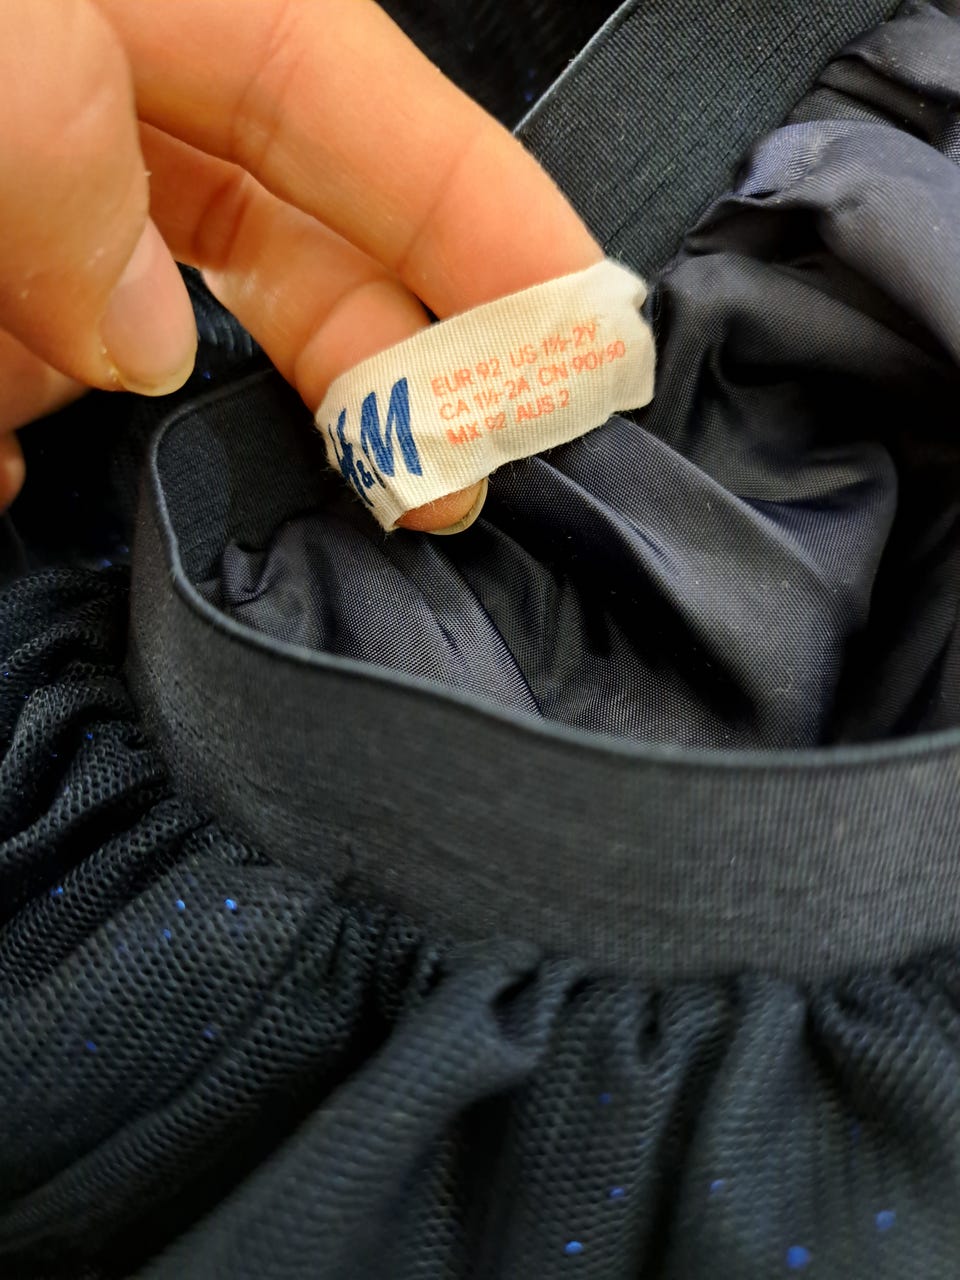 H&M
EUR 92 US 1½-2Y
CA 1½-2A CN 90/50
MX 92 AUS 2